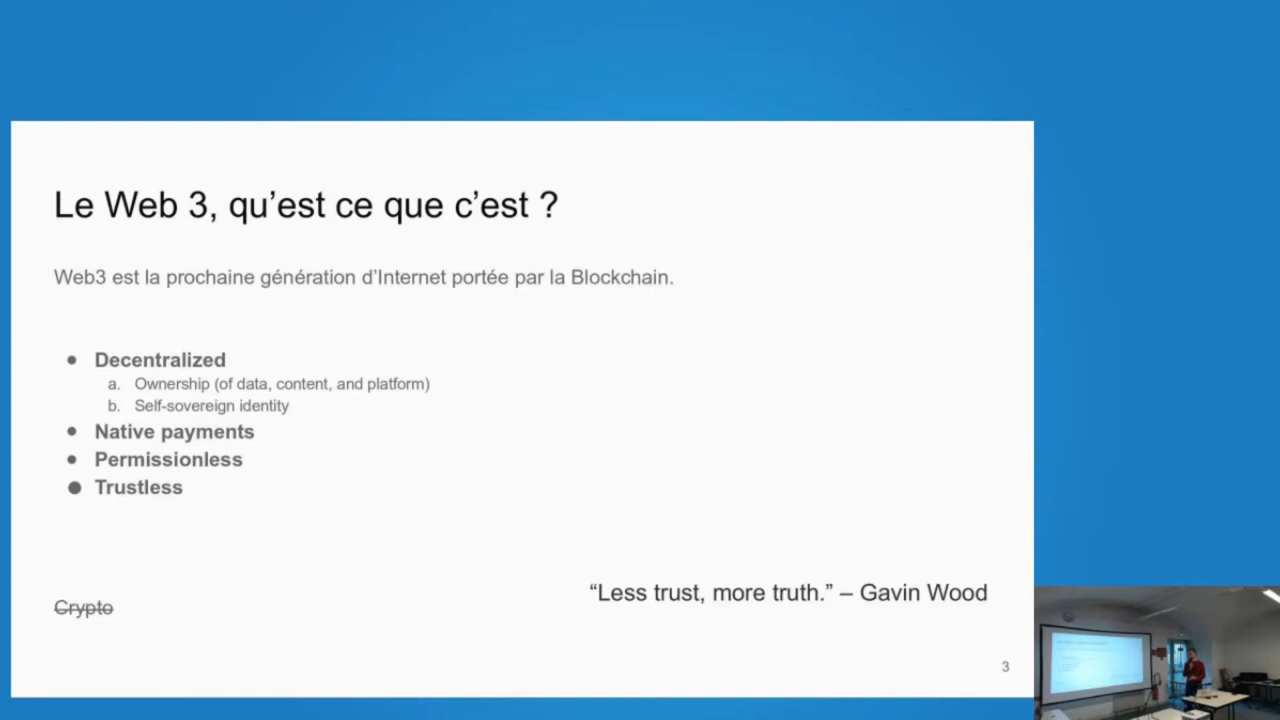 Le Web 3, qu’est ce que c’est ?
Web3 est la prochaine génération d’Internet portée par la Blockchain.
● Decentralized
a. Ownership (of data, content, and platform)
b. Self-sovereign identity
● Native payments
● Permissionless
● Trustless
“Less trust, more truth.” – Gavin Wood
Crypto
3